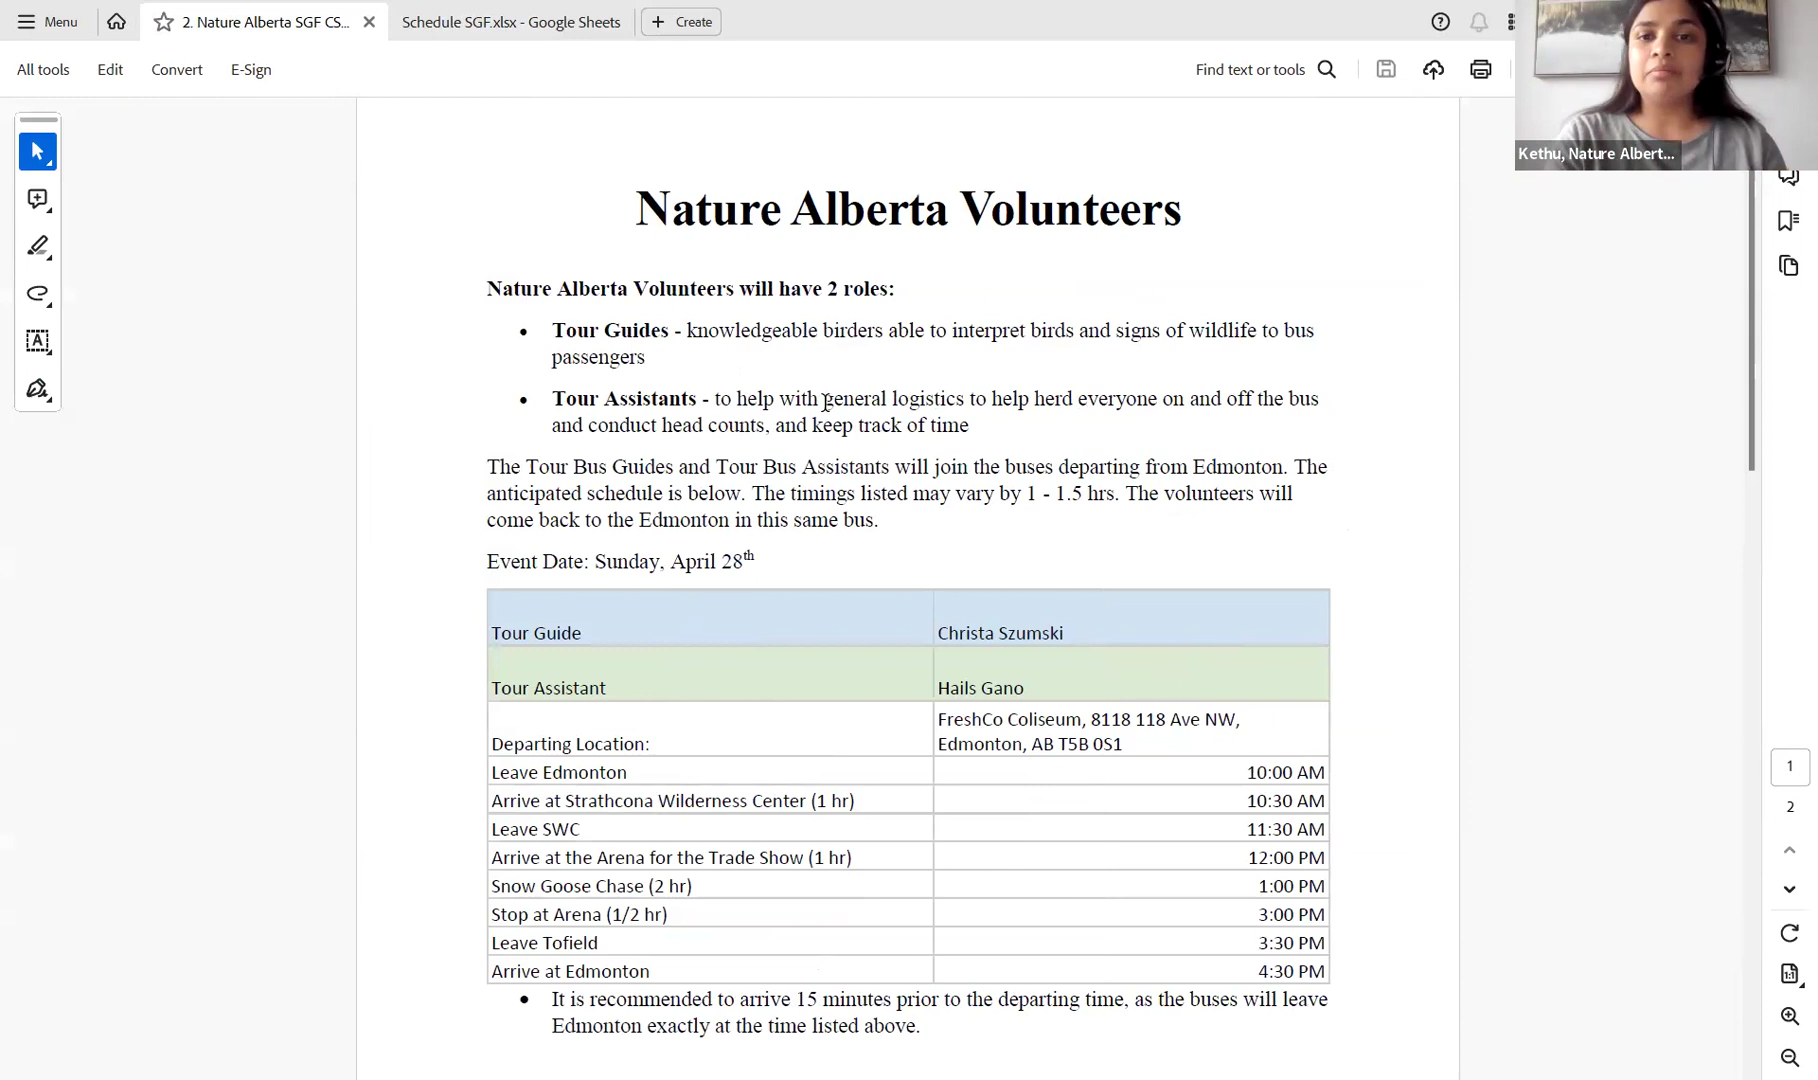 Menu
2. Nature Alberta SGF CS...
Schedule SGF.xlsx - Google Sheets
Create
All tools
Edit
Convert
E-Sign
Find text or tools
Kethu, Nature Albert...
Nature Alberta Volunteers
Nature Alberta Volunteers will have 2 roles:
• Tour Guides - knowledgeable birders able to interpret birds and signs of wildlife to bus
passengers
• Tour Assistants - to help with general logistics to help herd everyone on and off the bus
and conduct head counts, and keep track of time
The Tour Bus Guides and Tour Bus Assistants will join the buses departing from Edmonton. The
anticipated schedule is below. The timings listed may vary by 1 - 1.5 hrs. The volunteers will
come back to the Edmonton in this same bus.
Event Date: Sunday, April 28th
Tour Guide Christa Szumski
Tour Assistant Hails Gano
FreshCo Coliseum, 8118 118 Ave NW,
Departing Location: Edmonton, AB T5B 0S1
Leave Edmonton 10:00 AM
Arrive at Strathcona Wilderness Center (1 hr) 10:30 AM
Leave SWC 11:30 AM
Arrive at the Arena for the Trade Show (1 hr) 12:00 PM
Snow Goose Chase (2 hr) 1:00 PM
Stop at Arena (1/2 hr) 3:00 PM
Leave Tofield 3:30 PM
Arrive at Edmonton 4:30 PM
• It is recommended to arrive 15 minutes prior to the departing time, as the buses will leave
Edmonton exactly at the time listed above.
1
2